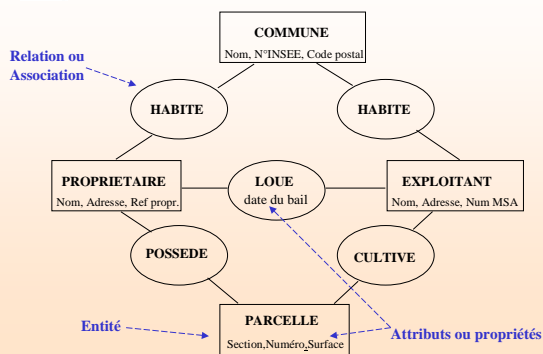 COMMUNE
Nom, N°INSEE, Code postal
Relation ou
Association
HABITE
HABITE
PROPRIETAIRE
Nom, Adresse, Ref propr.
LOUE
date du bail
EXPLOITANT
Nom, Adresse, Num MSA
POSSEDE
CULTIVE
Entité
PARCELLE
Section,Numéro,Surface
Attributs ou propriétés